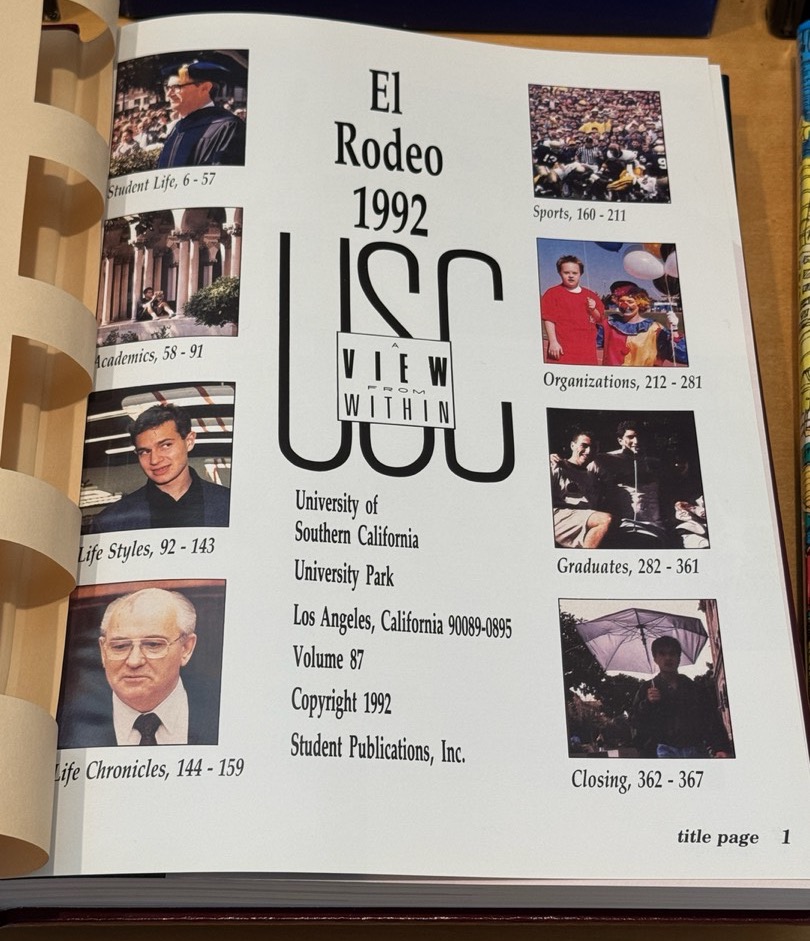 El
Rodeo
1992
USC
A
VIEW
FROM
WITHIN
University of
Southern California
University Park
Los Angeles, California 90089-0895
Volume 87
Copyright 1992
Student Publications, Inc.
Student Life, 6 - 57
Academics, 58 - 91
Life Styles, 92 - 143
Life Chronicles, 144 - 159
Sports, 160 - 211
Organizations, 212 - 281
Graduates, 282 - 361
Closing, 362 - 367
title page 1